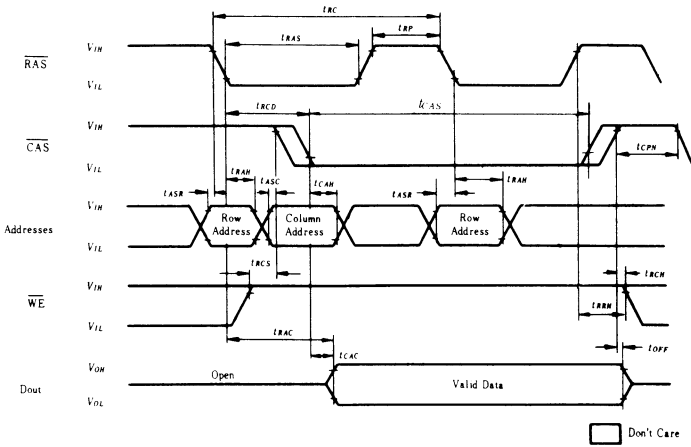 tRC
tRAS
tRP
RAS
VIH
VIL
tRCD
tCAS
CAS
VIH
VIL
tCPN
tRAH
tASC
tCAH
tASR
tASR
tRAH
Addresses
VIH
VIL
Row
Address
Column
Address
Row
Address
tRCS
tRCH
WE
VIH
VIL
tRRH
tRAC
tCAC
tOFF
Dout
VOH
VOL
Open
Valid Data
Don't Care